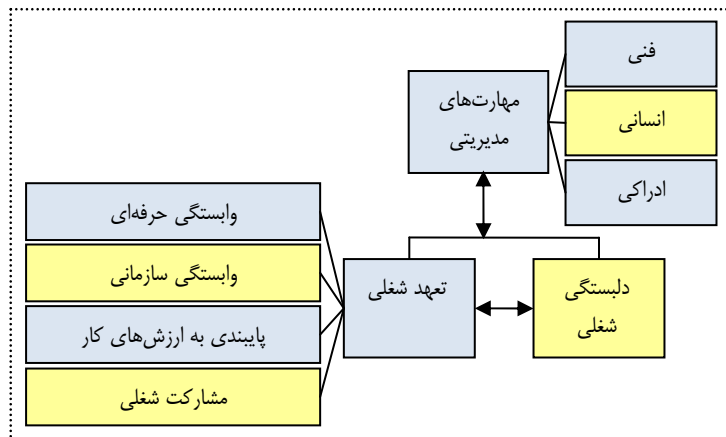 فنی
مهارت‌های
مدیریتی
انسانی
ادراکی
وابستگی حرفه‌ای
وابستگی سازمانی
تعهد شغلی
دلبستگی
شغلی
پایبندی به ارزش‌های کار
مشارکت شغلی